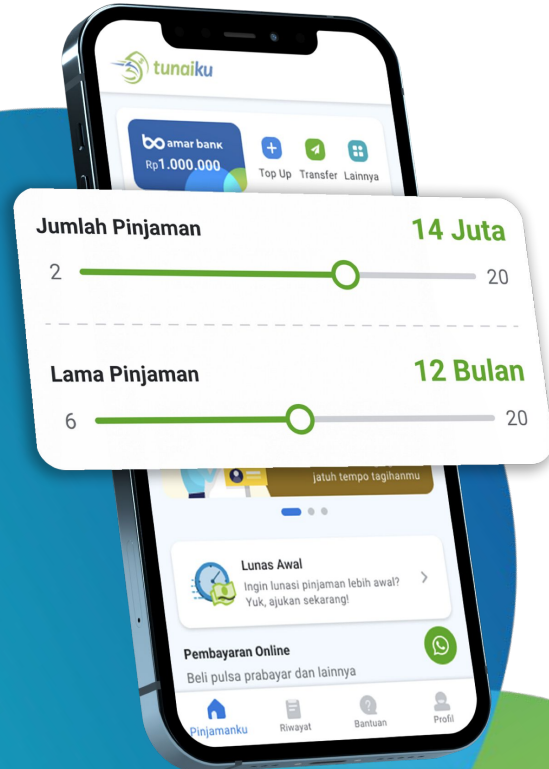 tunaiku
amar bank
Rp1.000.000
Top Up Transfer Lainnya
Jumlah Pinjaman 14 Juta
2 20
Lama Pinjaman 12 Bulan
6 20
jatuh tempo tagihanmu
Lunas Awal
Ingin lunasi pinjaman lebih awal?
Yuk, ajukan sekarang!
Pembayaran Online
Beli pulsa prabayar dan lainnya
Pinjamanku Riwayat Bantuan Profil